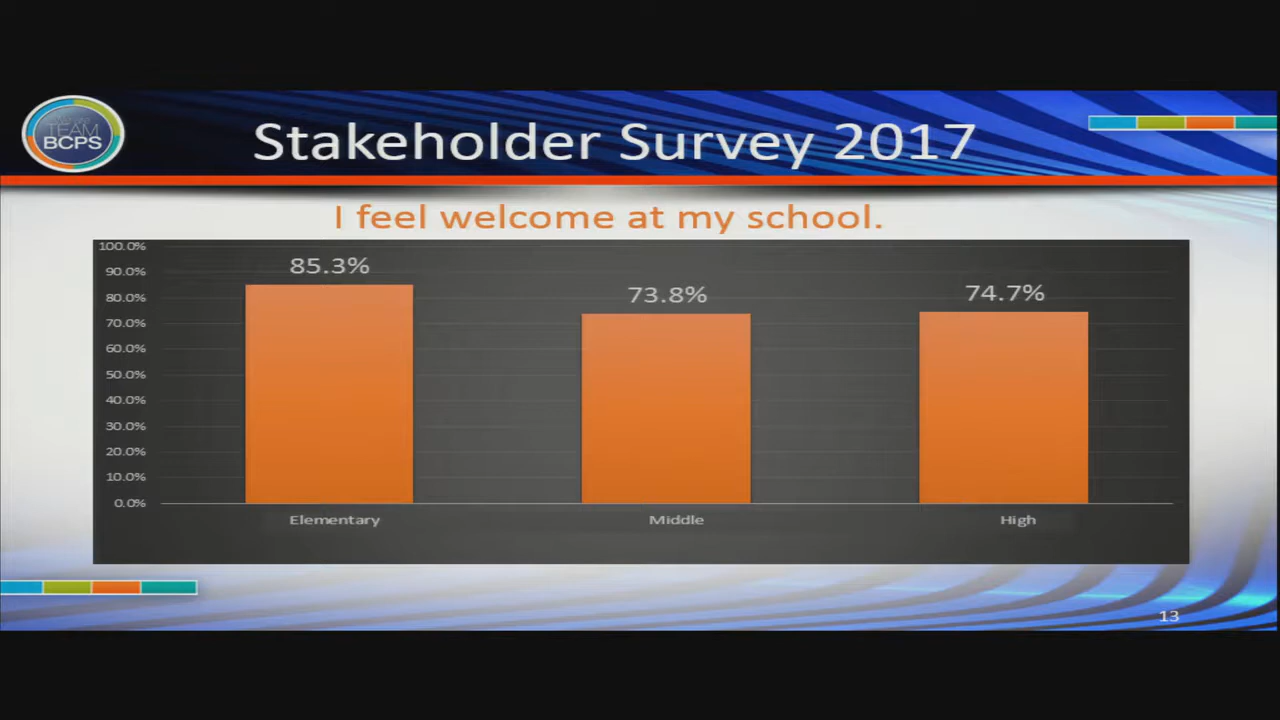 TEAM
BCPS
Stakeholder Survey 2017
I feel welcome at my school.
100.0%
90.0%
80.0%
70.0%
60.0%
50.0%
40.0%
30.0%
20.0%
10.0%
0.0%
85.3%
73.8%
74.7%
Elementary
Middle
High
13